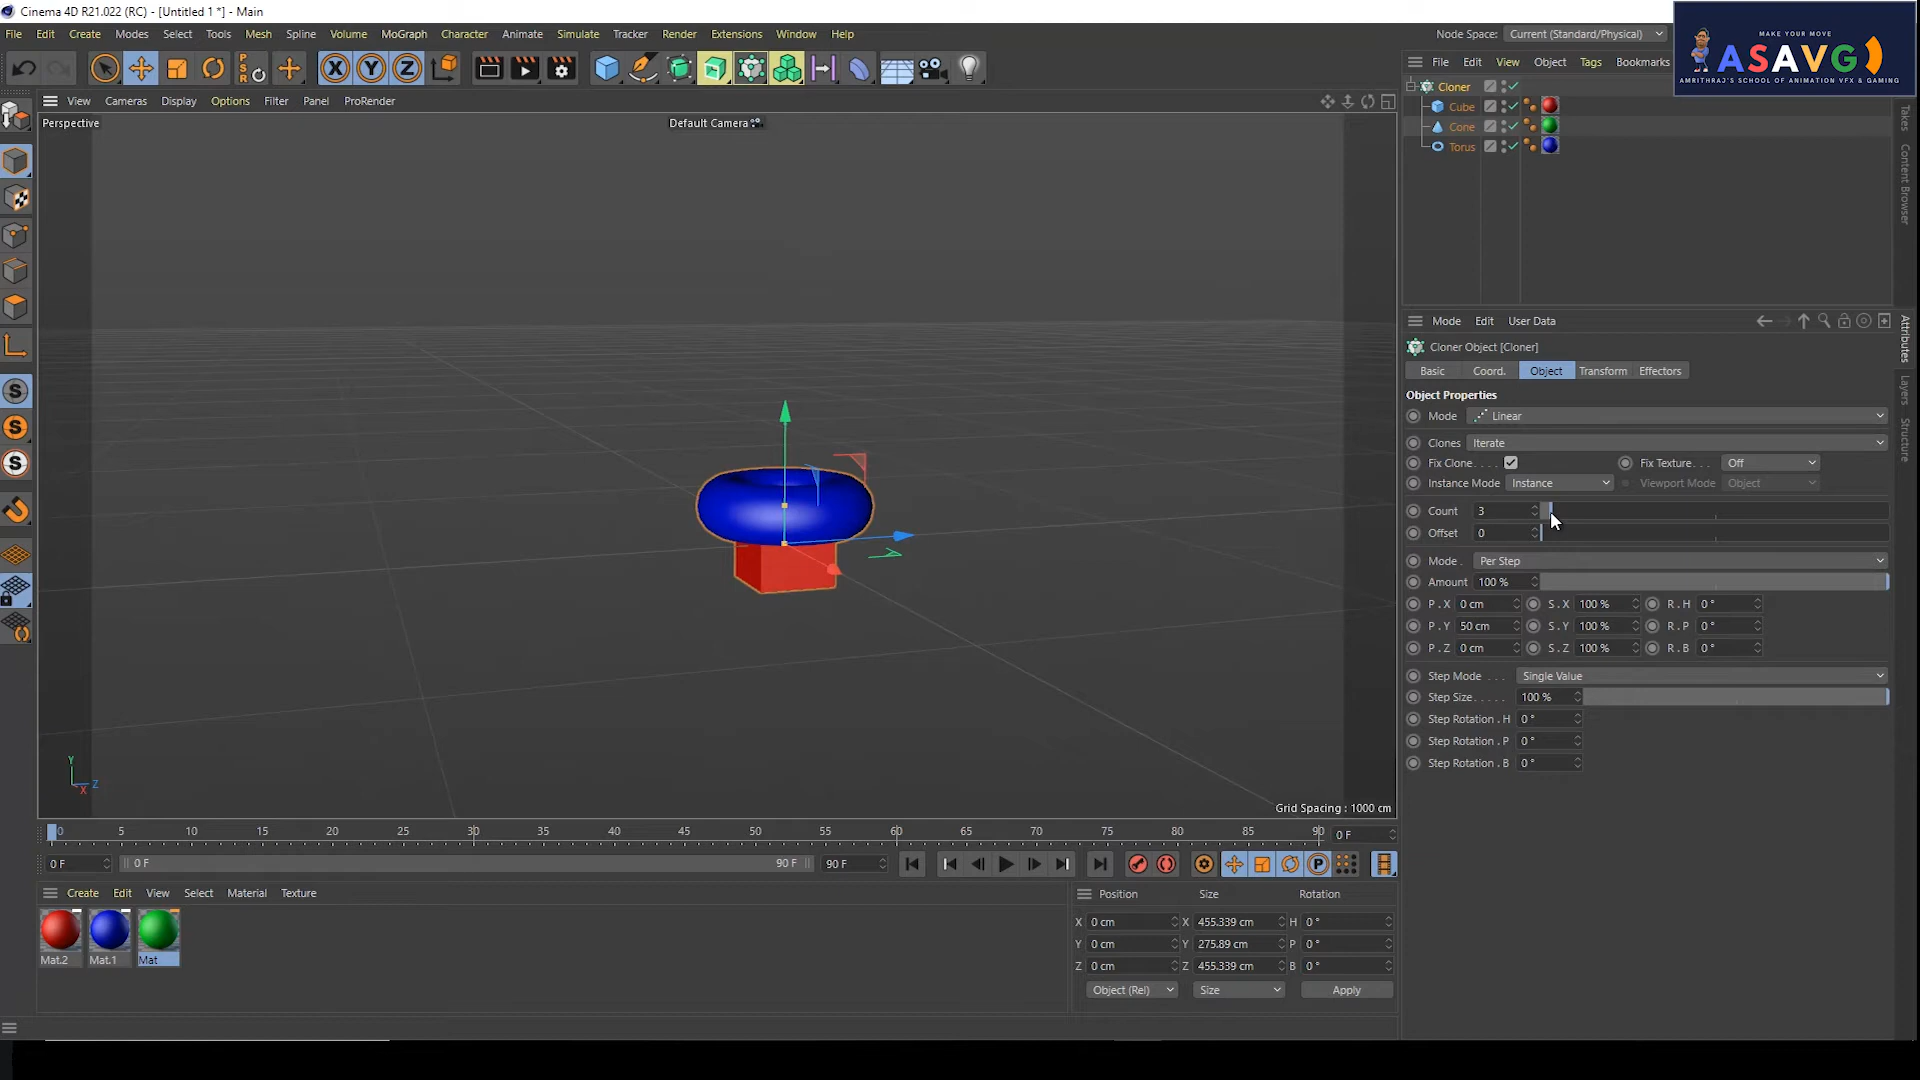 Cinema 4D R21.022 (RC) - [Untitled 1 *] - Main
File Edit Create Modes Select Tools Mesh Spline Volume MoGraph Character Animate Simulate Tracker Render Extensions Window Help
Node Space: Current (Standard/Physical)
MAKE YOUR MOVE
ASAVG
AMRITHRAJ'S SCHOOL OF ANIMATION VFX & GAMING
File Edit View Object Tags Bookmarks
View Cameras Display Options Filter Panel ProRender
Perspective
Default Camera
Cloner
Cube
Cone
Torus
Takes
Content Browser
Attributes
Layers
Structure
Mode Edit User Data
Cloner Object [Cloner]
Basic Coord. Object Transform Effectors
Object Properties
Mode Linear
Clones Iterate
Fix Clone . . . . Fix Texture . . . Off
Instance Mode Instance Viewport Mode Object
Count 3
Offset 0
Mode . Per Step
Amount 100 %
P . X 0 cm S . X 100 % R . H 0 °
P . Y 50 cm S . Y 100 % R . P 0 °
P . Z 0 cm S . Z 100 % R . B 0 °
Step Mode . . . Single Value
Step Size . . . . . 100 %
Step Rotation . H 0 °
Step Rotation . P 0 °
Step Rotation . B 0 °
Y
Z
X
Grid Spacing : 1000 cm
0 5 10 15 20 25 30 35 40 45 50 55 60 65 70 75 80 85 90 0 F
0 F 0 F 90 F 90 F
Create Edit View Select Material Texture
Mat.2 Mat.1 Mat
Position Size Rotation
X 0 cm X 455.339 cm H 0 °
Y 0 cm Y 275.89 cm P 0 °
Z 0 cm Z 455.339 cm B 0 °
Object (Rel) Size Apply